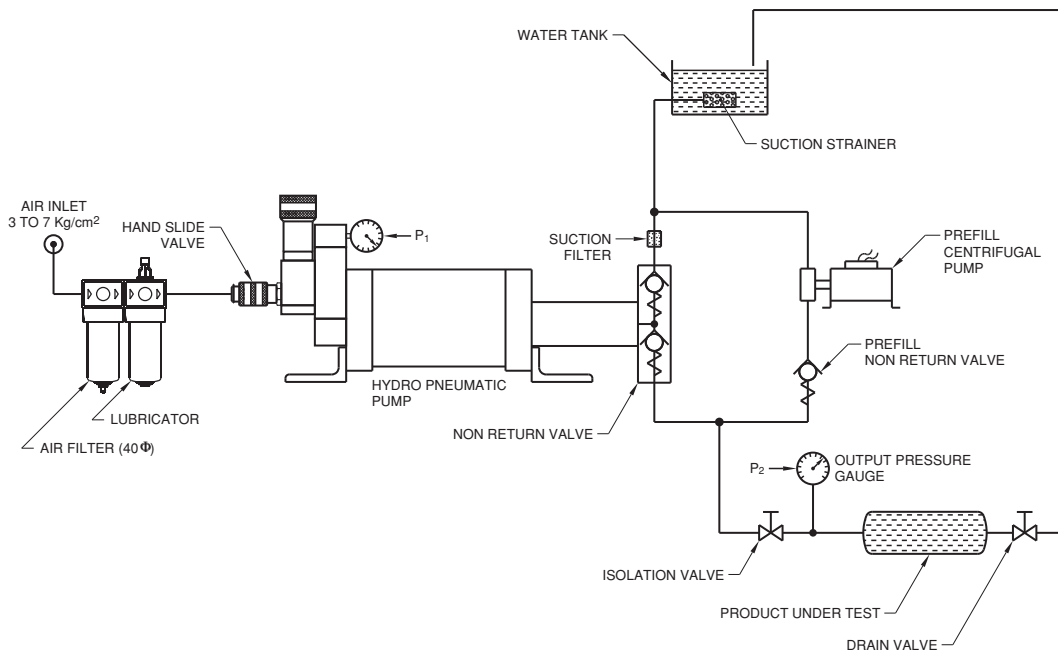 WATER TANK
SUCTION STRAINER
AIR INLET
3 TO 7 Kg/cm²
HAND SLIDE
VALVE
P₁
SUCTION
FILTER
PREFILL
CENTRIFUGAL
PUMP
PREFILL
NON RETURN VALVE
HYDRO PNEUMATIC
PUMP
LUBRICATOR
NON RETURN VALVE
AIR FILTER (40Φ)
P₂
OUTPUT PRESSURE
GAUGE
ISOLATION VALVE
PRODUCT UNDER TEST
DRAIN VALVE